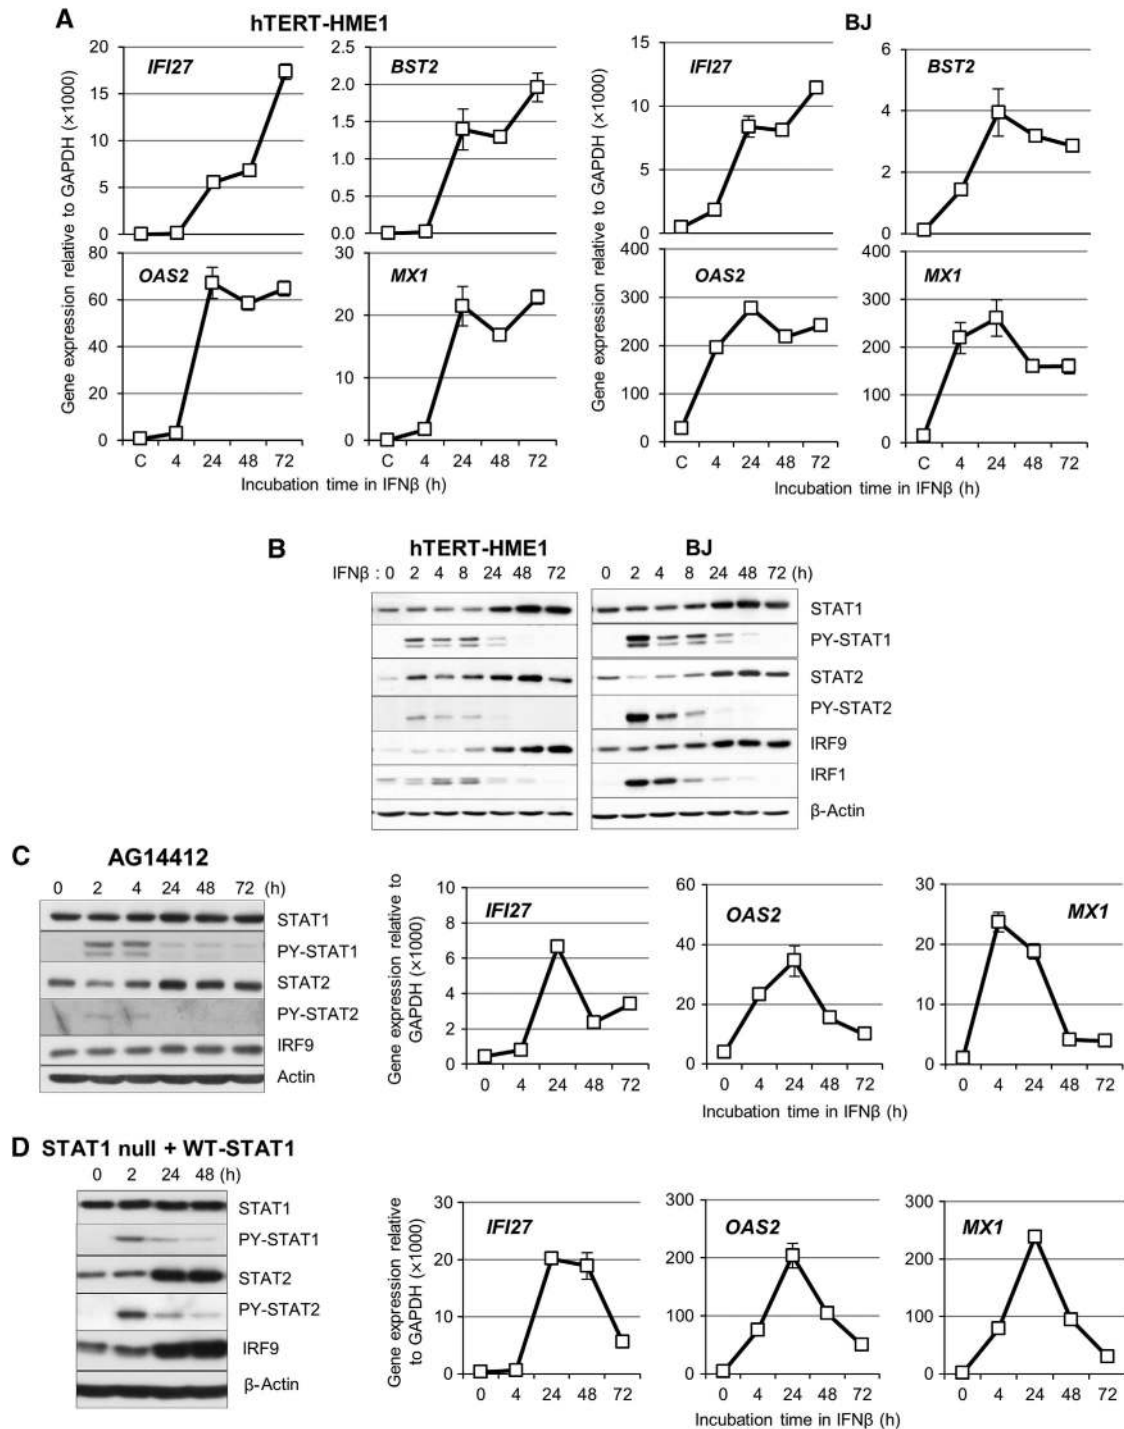 A
hTERT-HME1
BJ
Gene expression relative to GAPDH (×1000)
20
15
10
5
0
IFI27
2.5
2.0
1.5
1.0
0.5
0.0
BST2
80
60
40
20
0
OAS2
C 4 24 48 72
30
20
10
0
MX1
C 4 24 48 72
Incubation time in IFNβ (h)
Gene expression relative to GAPDH (×1000)
15
10
5
0
IFI27
6
4
2
0
BST2
400
300
200
100
0
OAS2
C 4 24 48 72
400
300
200
100
0
MX1
C 4 24 48 72
Incubation time in IFNβ (h)
B
hTERT-HME1
BJ
IFNβ : 0 2 4 8 24 48 72
0 2 4 8 24 48 72 (h)
STAT1
PY-STAT1
STAT2
PY-STAT2
IRF9
IRF1
β-Actin
C
AG14412
0 2 4 24 48 72 (h)
STAT1
PY-STAT1
STAT2
PY-STAT2
IRF9
Actin
Gene expression relative to
GAPDH (×1000)
10
8
6
4
2
0
IFI27
0 4 24 48 72
60
40
20
0
OAS2
0 4 24 48 72
30
20
10
0
MX1
0 4 24 48 72
Incubation time in IFNβ (h)
D
STAT1 null + WT-STAT1
0 2 24 48 (h)
STAT1
PY-STAT1
STAT2
PY-STAT2
IRF9
β-Actin
Gene expression relative
to GAPDH (×1000)
30
20
10
0
IFI27
0 4 24 48 72
300
200
100
0
OAS2
0 4 24 48 72
300
200
100
0
MX1
0 4 24 48 72
Incubation time in IFNβ (h)